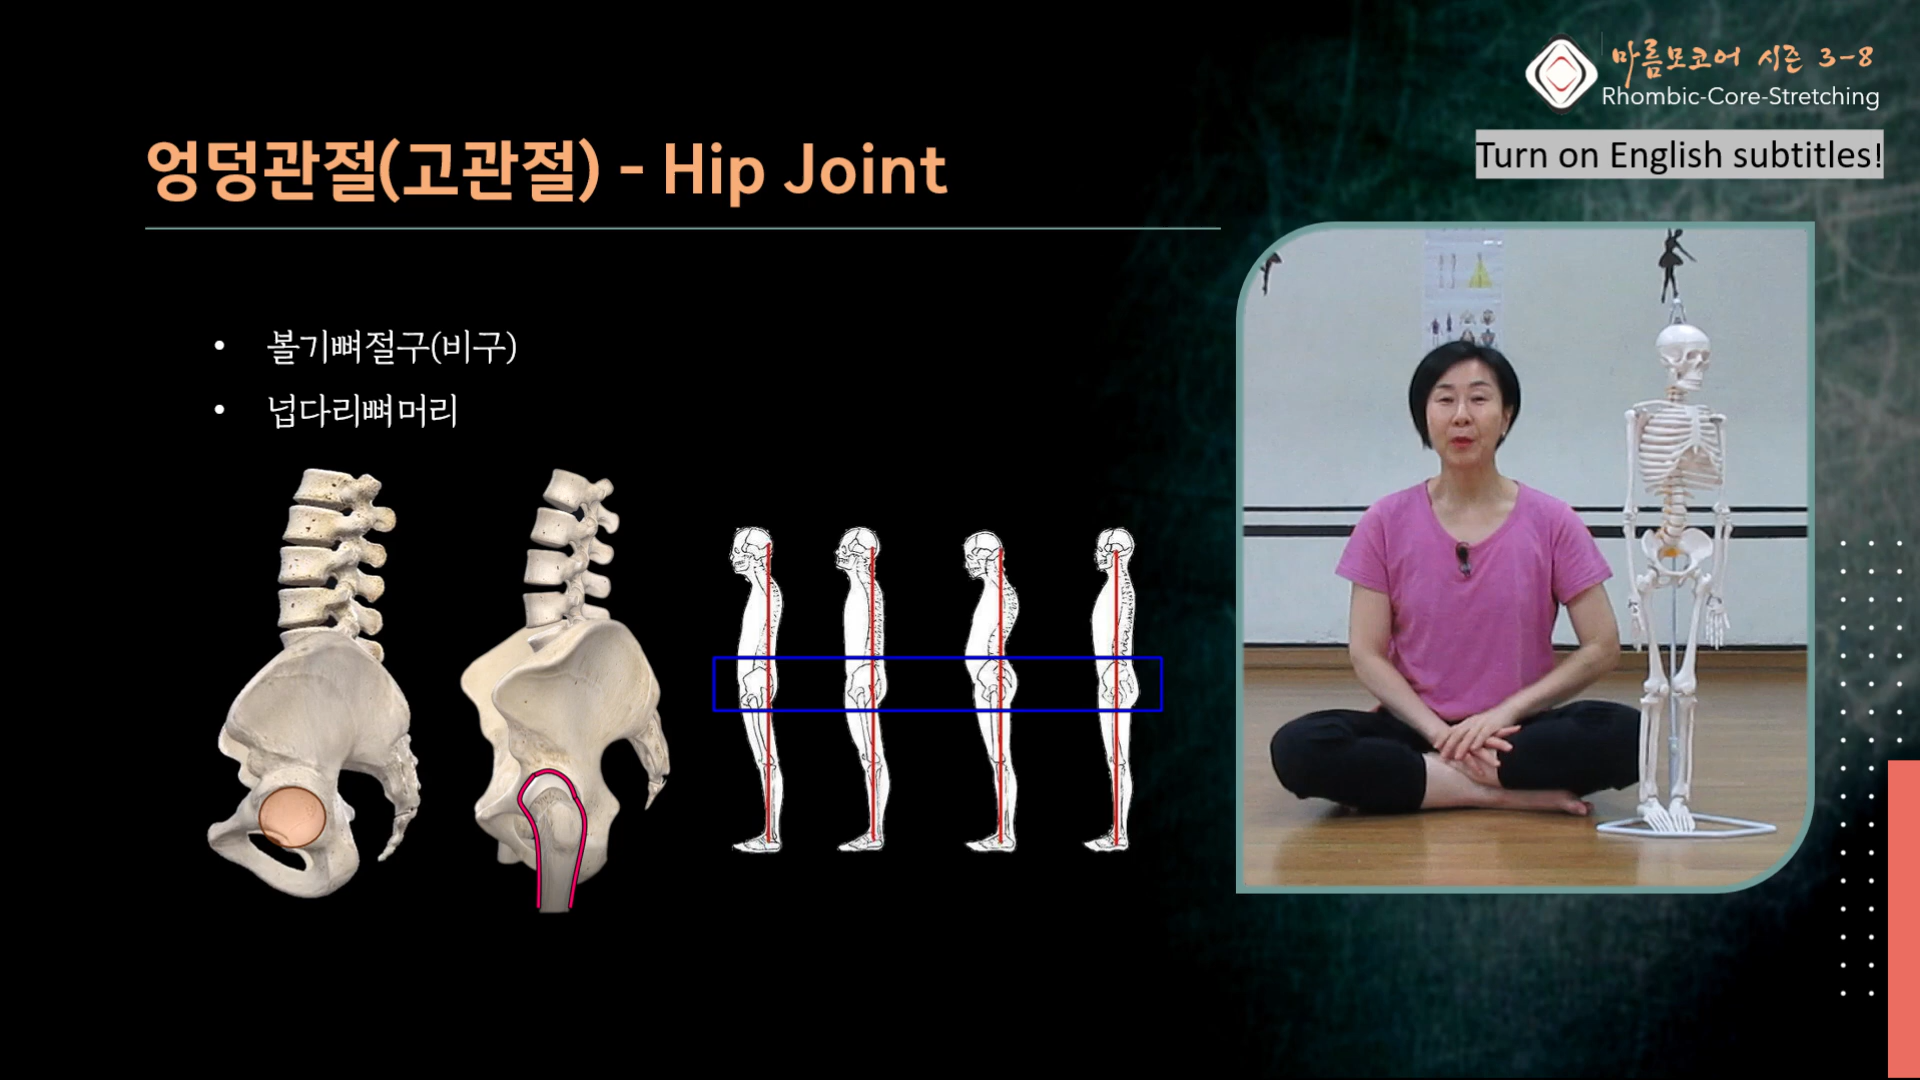 마름모코어 시즌 3-8
Rhombic-Core-Stretching
Turn on English subtitles!
엉덩관절(고관절) - Hip Joint
• 볼기뼈절구(비구)
• 넙다리뼈머리